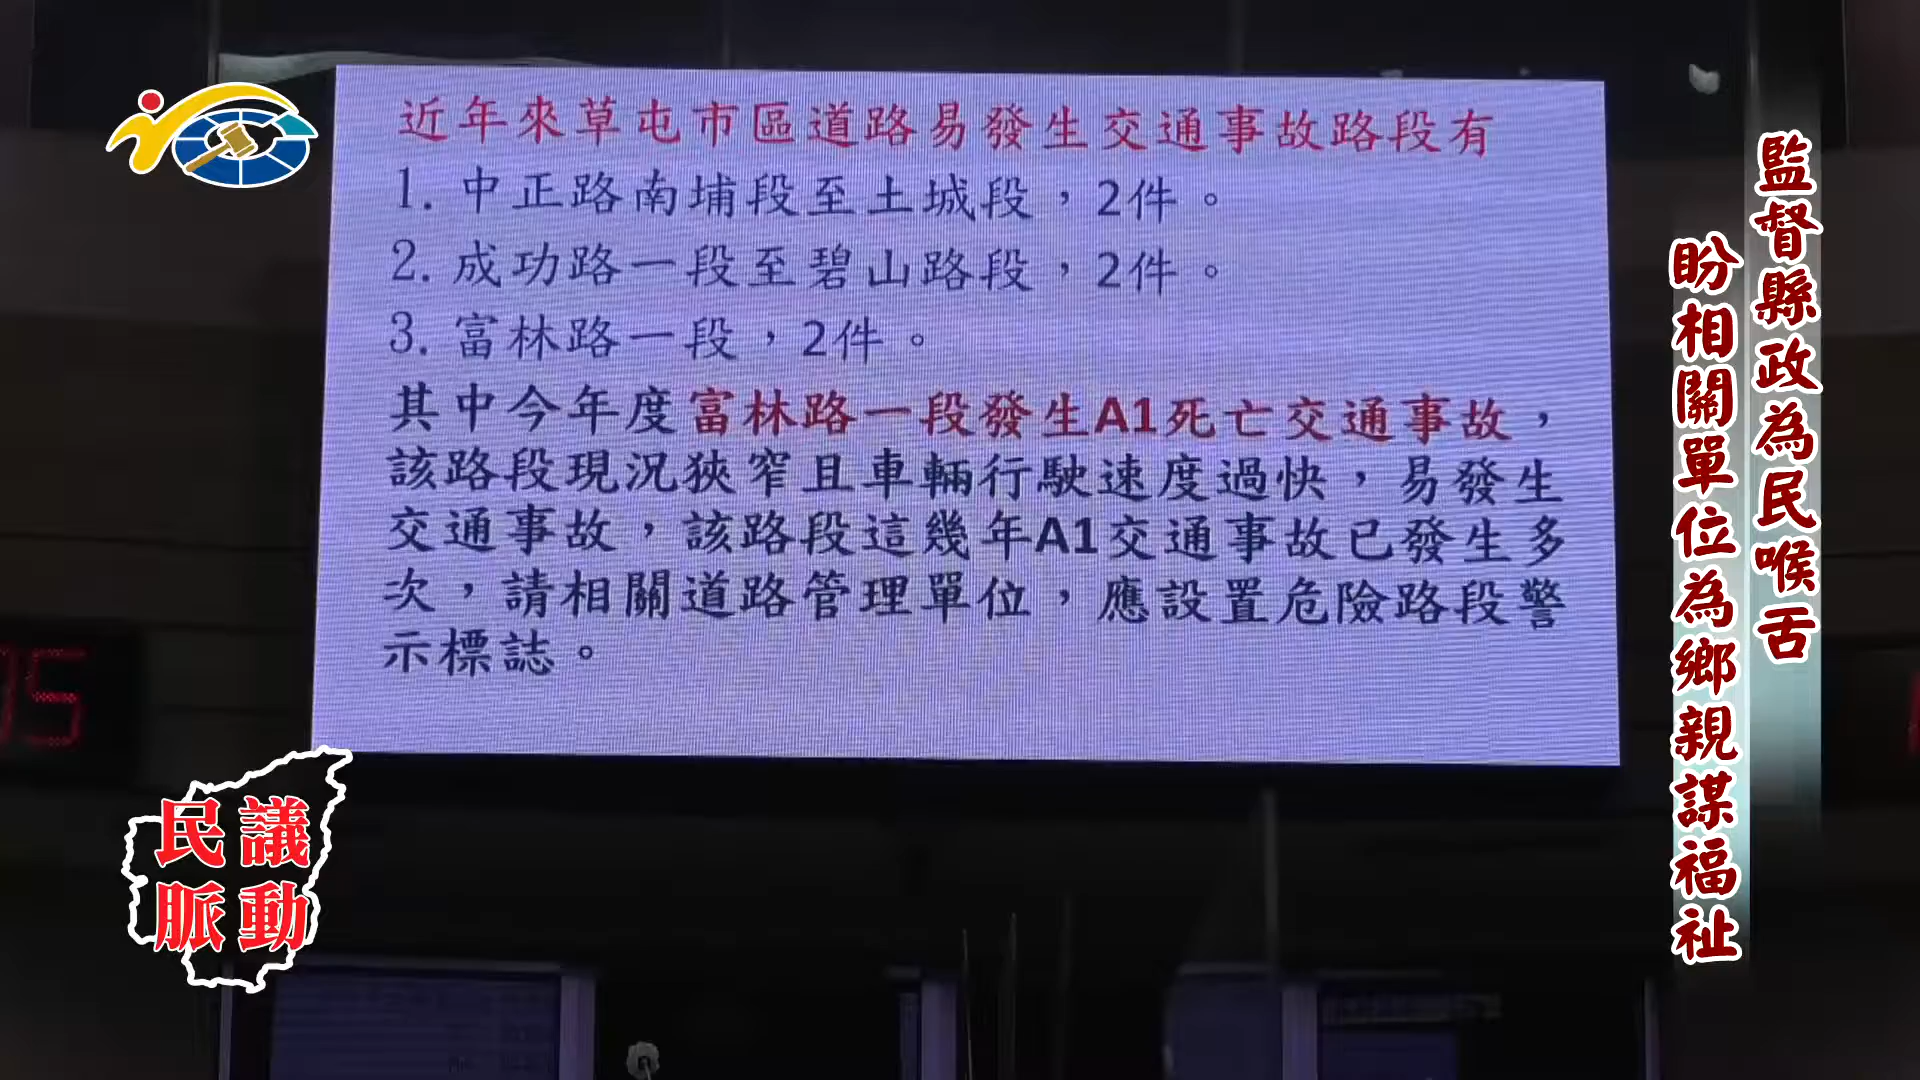 近年來草屯市區道路易發生交通事故路段有
1. 中正路南埔段至土城段，2件。
2. 成功路一段至碧山路段，2件。
3. 富林路一段，2件。
其中今年度富林路一段發生A1死亡交通事故，
該路段現況狹窄且車輛行駛速度過快，易發生
交通事故，該路段這幾年A1交通事故已發生多
次，請相關道路管理單位，應設置危險路段警
示標誌。
監督縣政為民喉舌
盼相關單位為鄉親謀福祉
05
民議
脈動